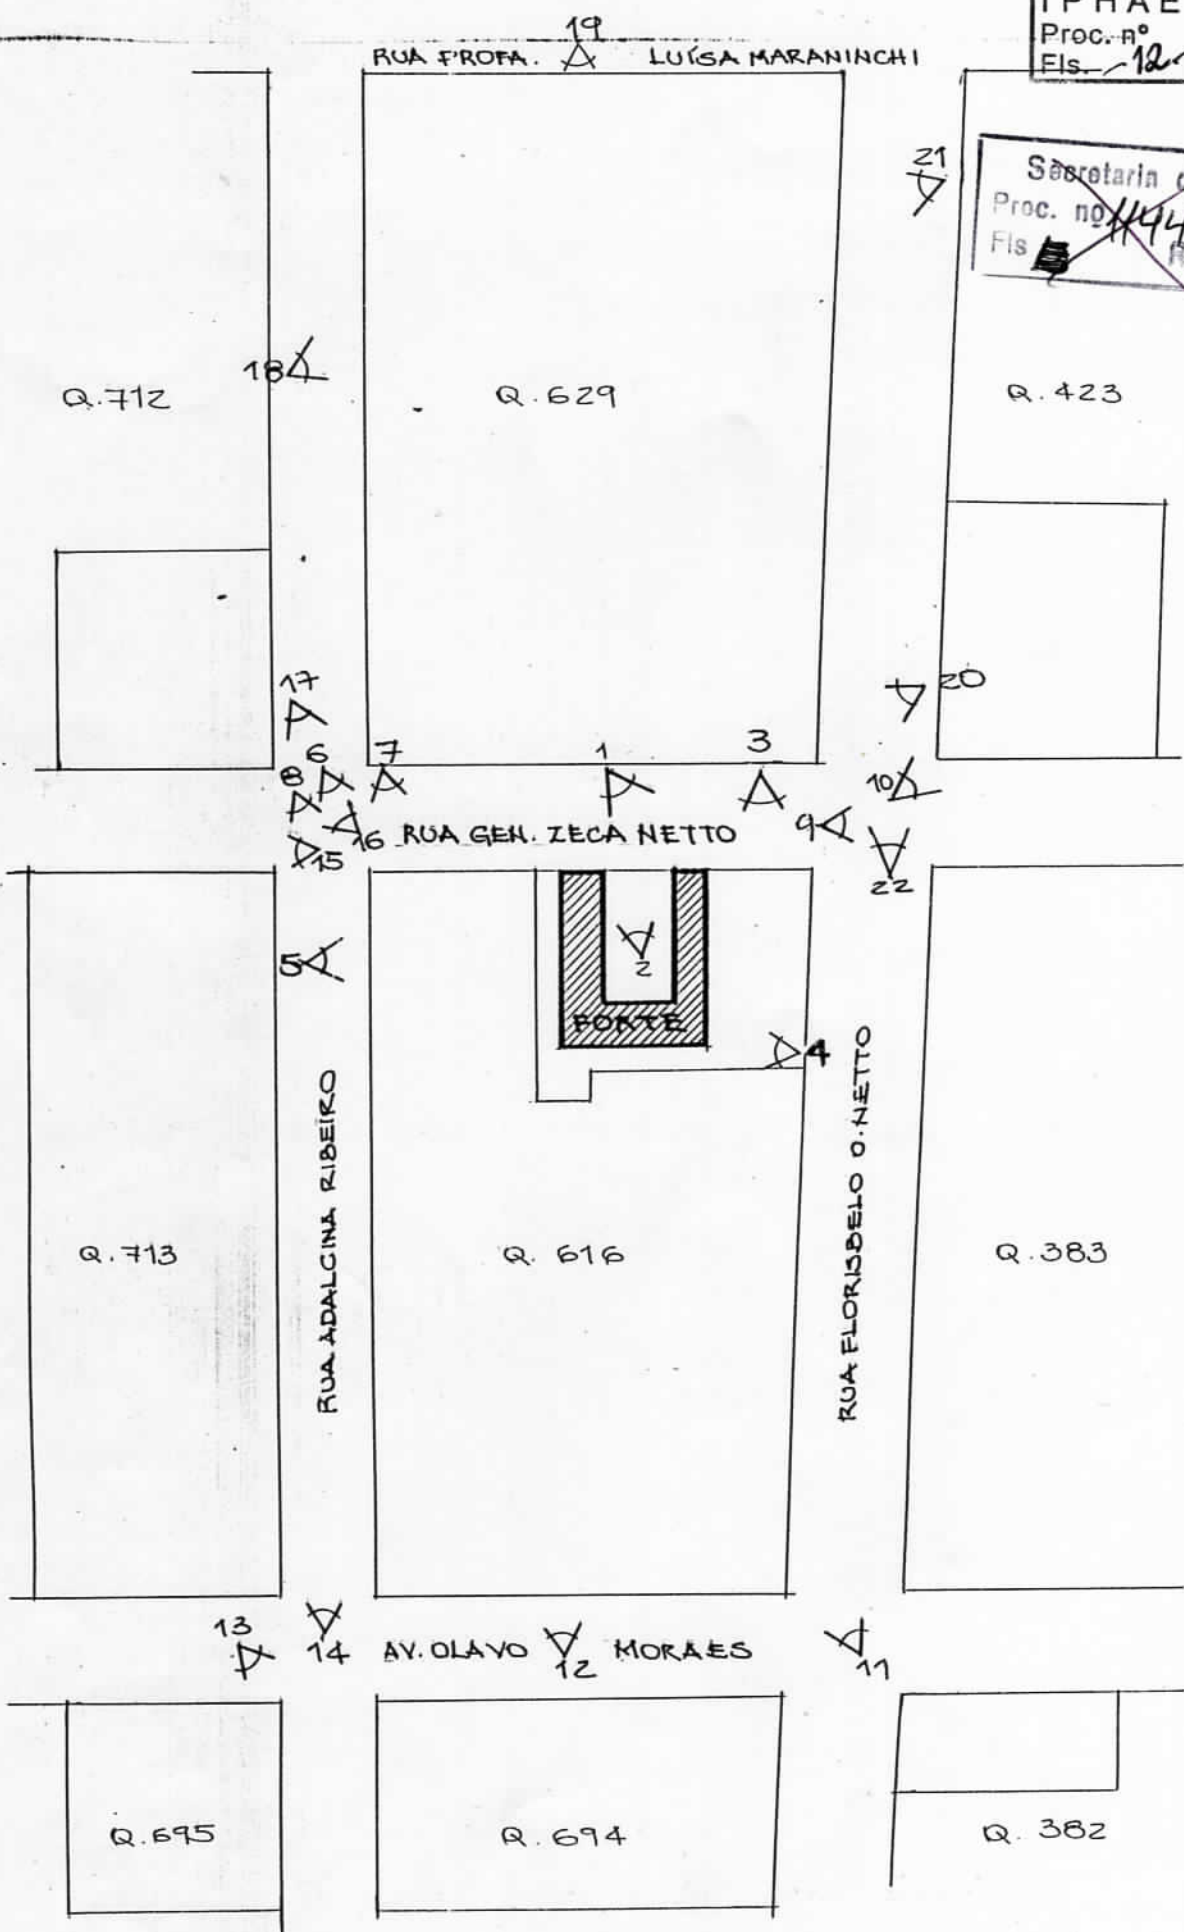 19
RUA PROFA. LUÍSA MARANINCHI
IPHAE
Proc. nº
Fls. 12
21
Secretaria
Proc. nº 1144
Fls
18
Q.712
Q.629
Q.423
17
20
6
7
1
3
8
10
16
RUA GEN. ZECA NETTO
9
15
22
5
2
FORTE
4
RUA ADALCINA RIBEIRO
RUA FLORISBELO O. NETTO
Q.713
Q. 616
Q.383
13
14
AV. OLAVO MORAES
12
11
Q.695
Q.694
Q. 382